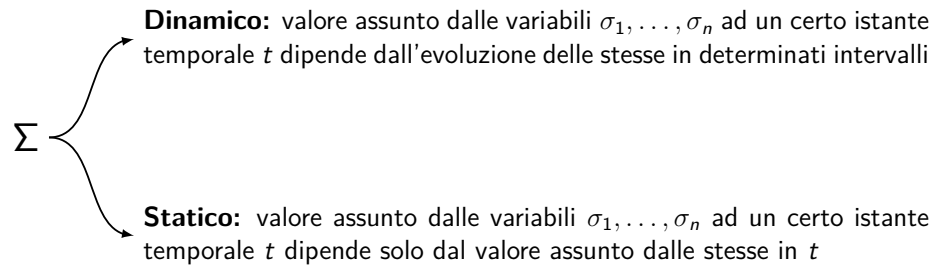 Dinamico: valore assunto dalle variabili σ₁, . . . , σₙ ad un certo istante
temporale t dipende dall'evoluzione delle stesse in determinati intervalli
Σ
Statico: valore assunto dalle variabili σ₁, . . . , σₙ ad un certo istante
temporale t dipende solo dal valore assunto dalle stesse in t